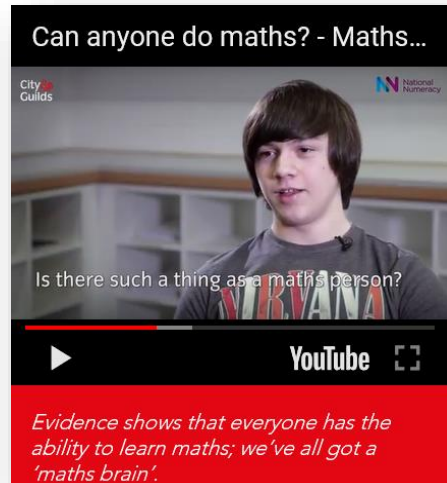 Can anyone do maths? - Maths...
City &
Guilds
National
Numeracy
Is there such a thing as a maths person?
NIRVANA
YouTube
Evidence shows that everyone has the
ability to learn maths; we've all got a
'maths brain'.